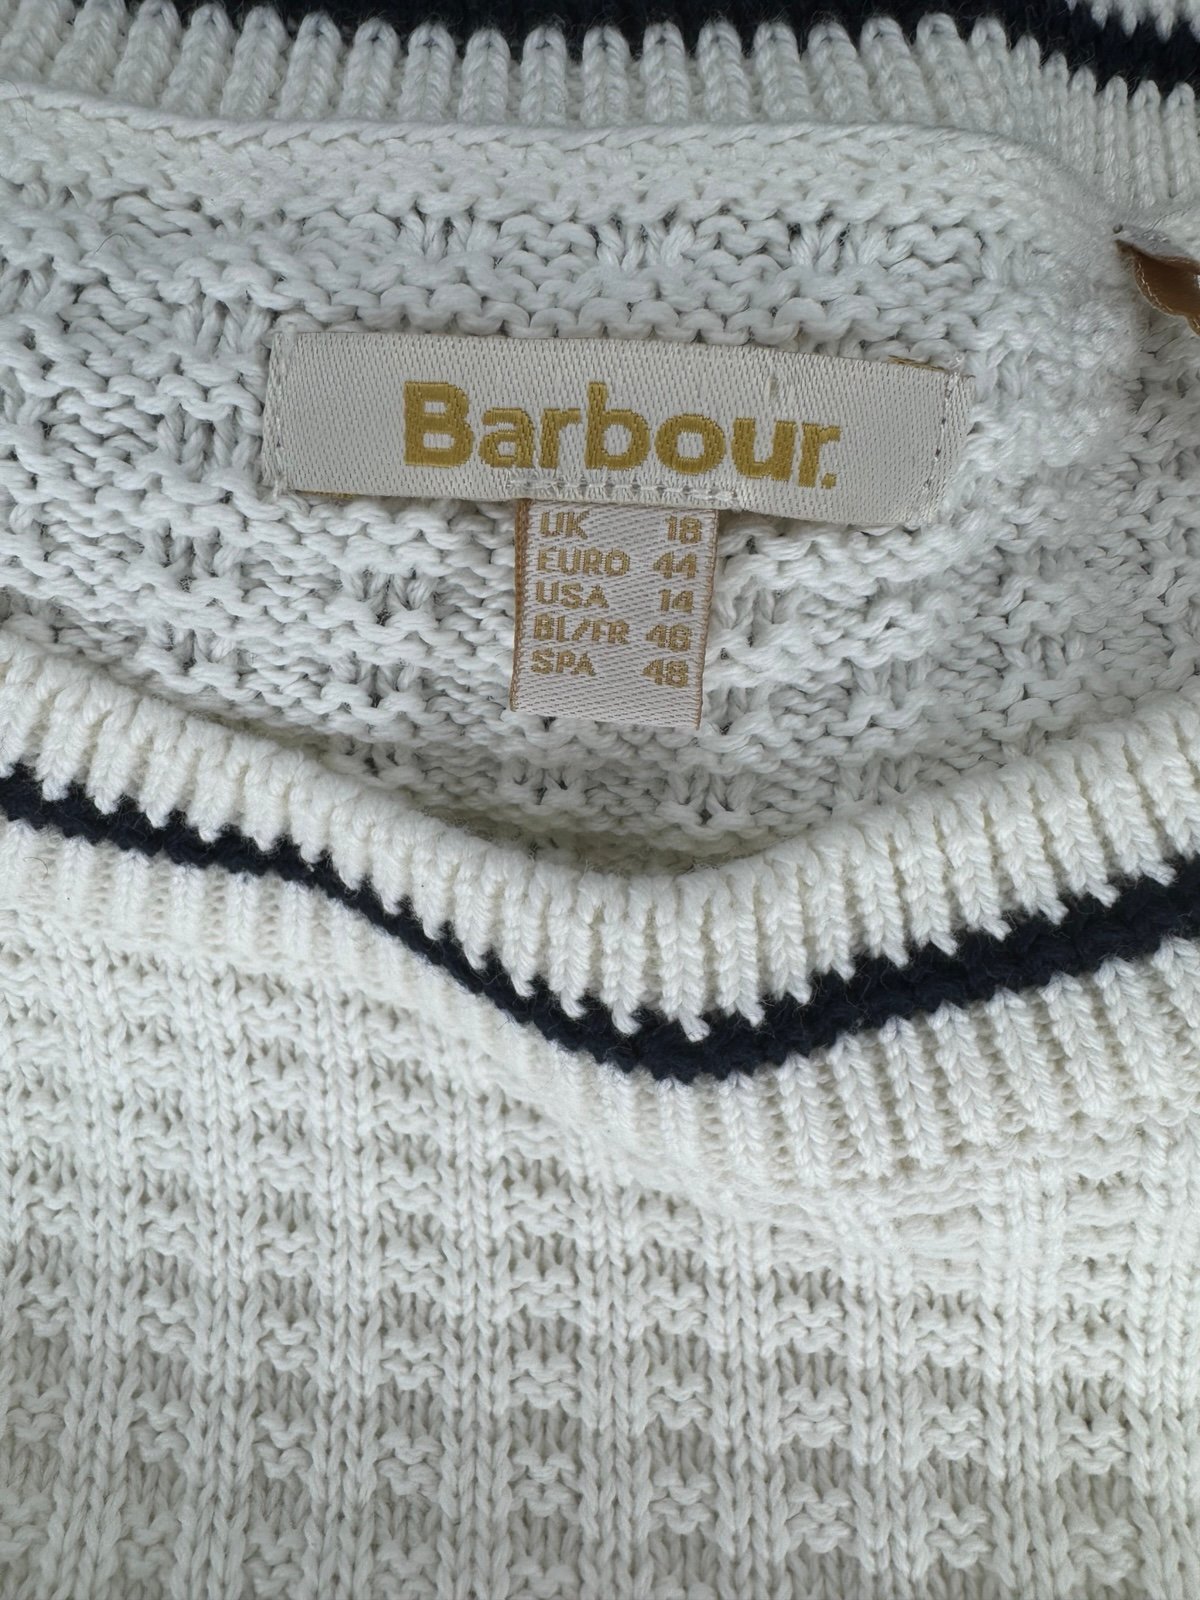 Barbour.
UK 18
EURO 44
USA 14
BL/FR 46
SPA 48